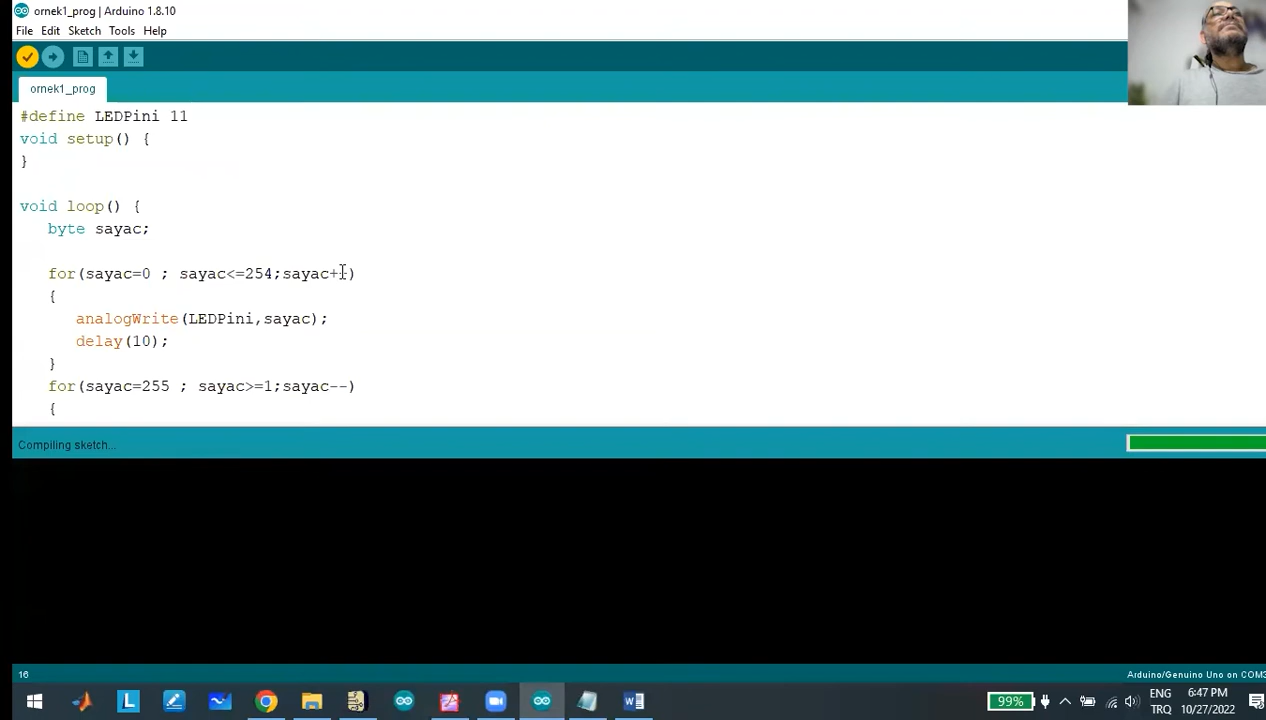 ornek1_prog | Arduino 1.8.10
File Edit Sketch Tools Help
ornek1_prog
#define LEDPini 11
void setup() {
}
void loop() {
byte sayac;
for(sayac=0 ; sayac<=254;sayac++)
{
analogWrite(LEDPini,sayac);
delay(10);
}
for(sayac=255 ; sayac>=1;sayac--)
{
Compiling sketch...
16
Arduino/Genuino Uno on COM3
L
99%
ENG
TRQ
6:47 PM
10/27/2022